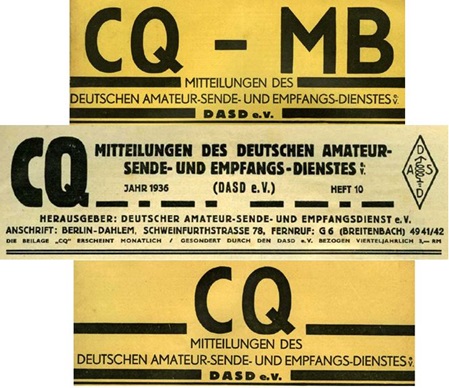 CQ - MB
MITTEILUNGEN DES
DEUTSCHEN AMATEUR-SENDE- UND EMPFANGS-DIENSTES e.V.
DASD e.V.
CQ MITTEILUNGEN DES DEUTSCHEN AMATEUR-
SENDE- UND EMPFANGS-DIENSTES e.V.
JAHR 1936 (DASD e.V.) HEFT 10
DASD
HERAUSGEBER: DEUTSCHER AMATEUR-SENDE- UND EMPFANGSDIENST e.V.
ANSCHRIFT: BERLIN-DAHLEM, SCHWEINFURTHSTRASSE 78, FERNRUF: G 6 (BREITENBACH) 49 41/42
DIE BEILAGE „CQ" ERSCHEINT MONATLICH / GESONDERT DURCH DEN DASD e.V. BEZOGEN VIERTELJÄHRLICH 3,— RM
CQ
MITTEILUNGEN DES
DEUTSCHEN AMATEUR-SENDE- UND EMPFANGS-DIENSTES e.V.
DASD e.V.